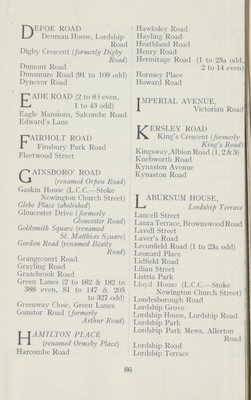 DEFOE ROAD
Denman House, Lordship
Road
Digby Crescent (formerly Digby
Road)
Dumont Road
Dunsmure Road (91 to 109 odd)
Dynevor Road
EADE ROAD (2 to 6) even,
1 to 43 odd)
Eagle Mansions, Salcombe Road
Edward's Lane
FAIRHOLT ROAD
Finsbury Park Road
Fleetwood Street
GAINSBORO' ROAD
(renamed Orpen Road)
Gaskin House (L.C.C.—Stoke
Newington Church Street)
Glebe Place (abolished)
Gloucester Drive (formerly
Gloucester Road)
Goldsmith Square (renamed
St. Matthias Square)
Gordon Road (renamed Beatty
Road)
Grangecourt Road
Grayling Road
Grazebrook Road
Green Lanes (2 to 162 & 182 to
388 even, 81 to 147 & 205
to 327 odd)
Greenway Close, Green Lanes
Gunstor Road (formerly
Arthur Road)
HAMILTON PLACE
(renamed Ormsby Place)
Harcombe Road
Hawksley Road
Hayling Road
Heathland Road
Henry Road
Hermitage Road (1 to 25a odd,
2 to 14 even)
Hornsey Place
Howard Road
IMPERIAL AVENUE,
Victorian Road
KERSLEY ROAD
King's Crescent (formerly
King's Road)
Kingsway, Albion Road (1, 2 & 3)
Knebworth Road
Kynaston Avenue
Kynaston Road
LABURNUM HOUSE,
Lordship Terrace
Lancell Street
Laura Terrace, Brownswood Road
Lavell Street
Laver's Road
Leconfield Road (1 to 23a odd)
Leonard Place
Lidfield Road
Lilian Street
Listria Park
Lloyd House (L.C.C.—Stoke
Newington Church Street)
Londesborough Road
Lordship Grove
Lordship House, Lordship Road
Lordship Park
Lordship Park Mews, Allerton
Road
Lordship Road
Lordship Terrace
86